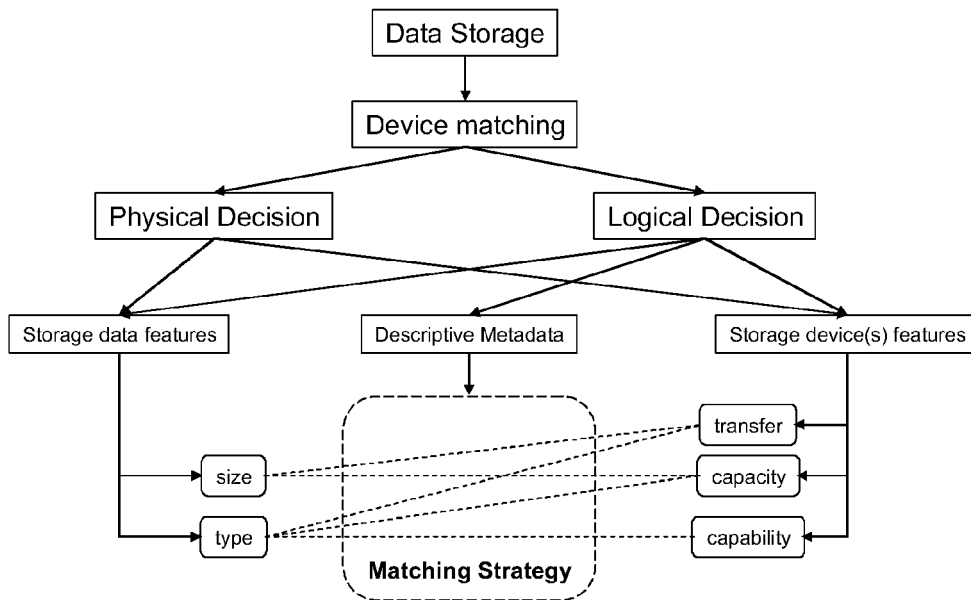 Data Storage
Device matching
Physical Decision
Logical Decision
Storage data features
Descriptive Metadata
Storage device(s) features
transfer
size
capacity
type
capability
Matching Strategy